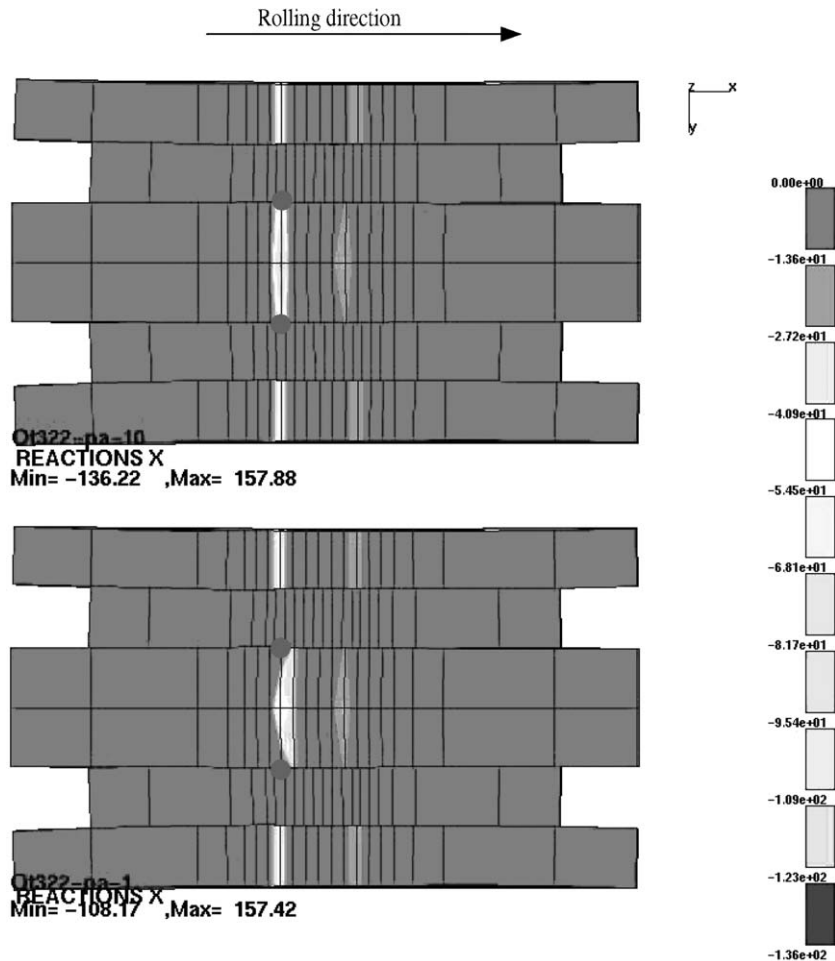 Rolling direction
z x
y
0.00e+00
-1.36e+01
-2.72e+01
-4.09e+01
-5.45e+01
-6.81e+01
-8.17e+01
-9.54e+01
-1.09e+02
-1.23e+02
-1.36e+02
Qt322-pa-10
REACTIONS X
Min= -136.22 ,Max= 157.88
Qt322-pa-1
REACTIONS X
Min= -108.17 ,Max= 157.42